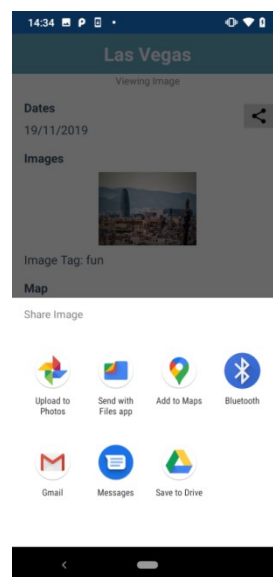 14:34
Las Vegas
Viewing Image
Dates
19/11/2019
Images
Image Tag: fun
Map
Share Image
Upload to
Photos
Send with
Files app
Add to Maps
Bluetooth
Gmail
Messages
Save to Drive